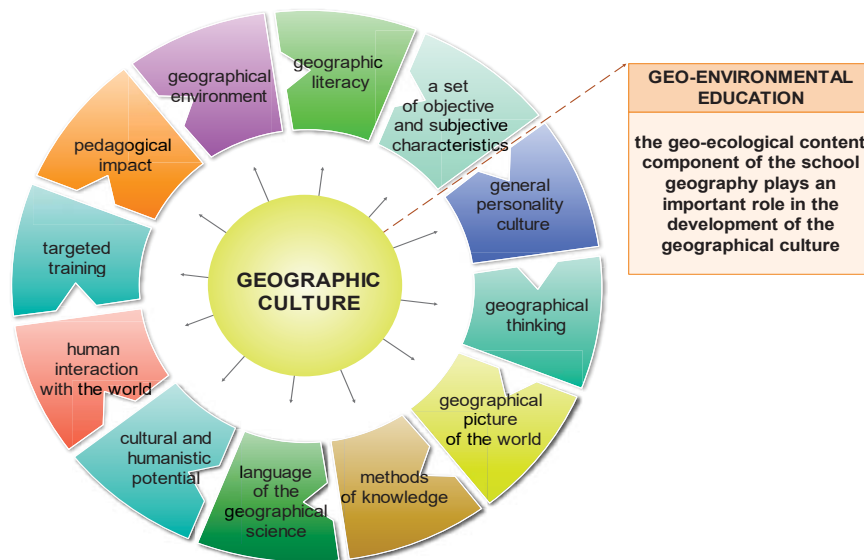 geographic
literacy
a set
of objective
and subjective
characteristics
general
personality
culture
geographical
thinking
geographical
picture
of the world
methods
of knowledge
language
of the
geographical
science
cultural and
humanistic
potential
human
interaction
with the world
targeted
training
pedagogical
impact
geographical
environment
GEOGRAPHIC
CULTURE
GEO-ENVIRONMENTAL
EDUCATION
the geo-ecological content
component of the school
geography plays an
important role in the
development of the
geographical culture